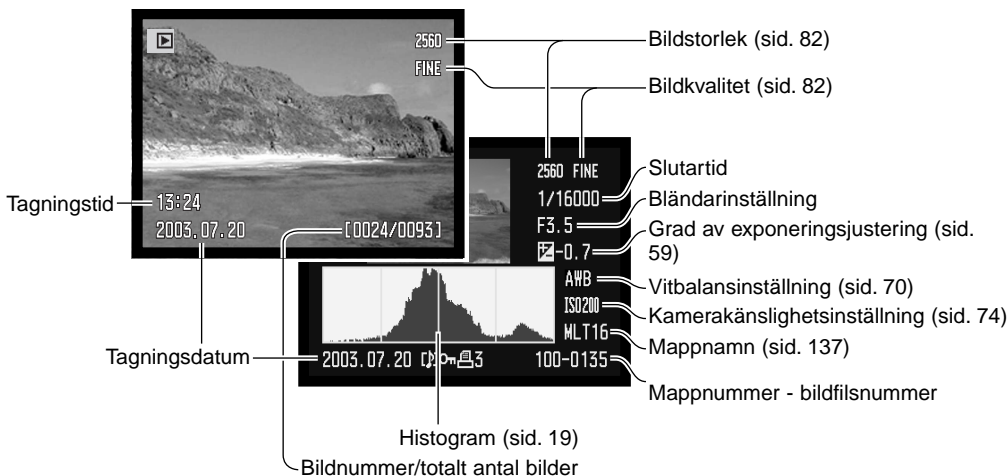 2560
FINE
13:24
2003.07.20
[0024/0093]
Bildstorlek (sid. 82)
Bildkvalitet (sid. 82)
Tagningstid
Tagningsdatum
2560 FINE
1/16000
F3.5
-0.7
AWB
ISO200
MLT16
2003.07.20
3
100-0135
Slutartid
Bländarinställning
Grad av exponeringsjustering (sid.
59)
Vitbalansinställning (sid. 70)
Kamerakänslighetsinställning (sid. 74)
Mappnamn (sid. 137)
Mappnummer - bildfilsnummer
Histogram (sid. 19)
Bildnummer/totalt antal bilder